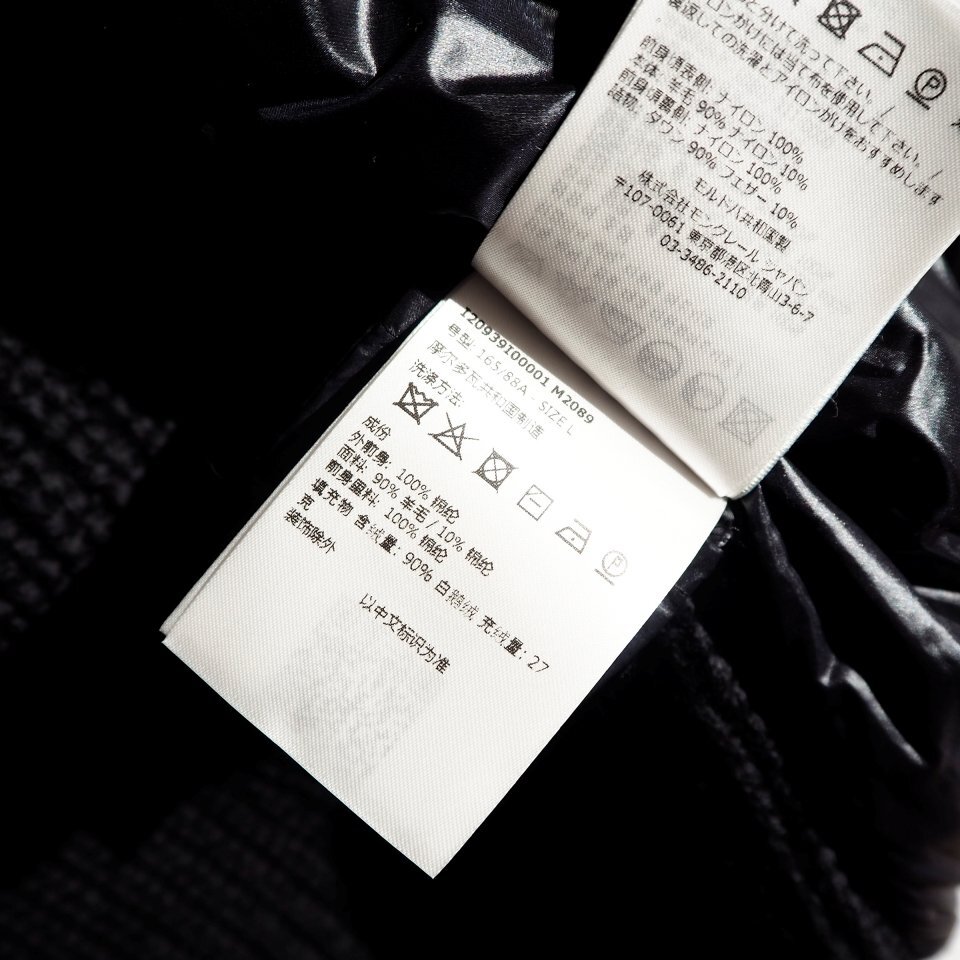 と分けて洗って下さい。/
ロンがけには当て布を使用して下さい。/
裏返しての洗濯とアイロンがけをおすすめします
前身頃表側: ナイロン 100%
本体: 羊毛 90% ナイロン 10%
前身頃裏側: ナイロン 100%
詰物: ダウン 90% フェザー 10%
モルドバ共和国製
株式会社モンクレール ジャパン
〒107-0061 東京都港区北青山3-6-7
03-3486-2110
I20939I00001 M2089
号型: 165/88A - SIZE L
摩尔多瓦共和国制造
洗涤方法:
P
成份
外前身: 100% 锦纶
面料: 90% 羊毛 / 10% 锦纶
前身里料: 100% 锦纶
填充物 含绒量: 90% 白鹅绒 充绒量: 27
克
装饰除外
以中文标识为准